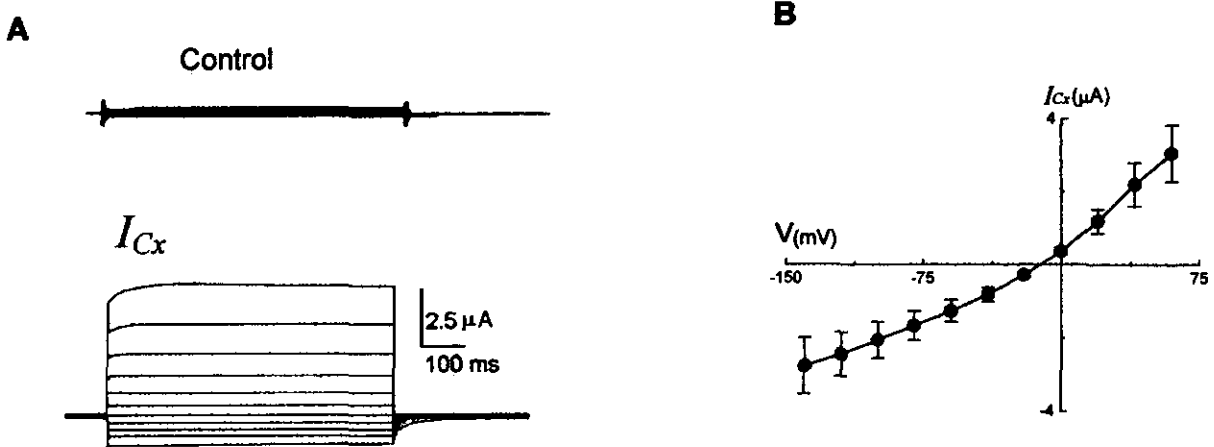 A
Control
I_Cx
2.5 μA
100 ms
B
I_Cx(μA)
4
V(mV)
-150
-75
75
-4